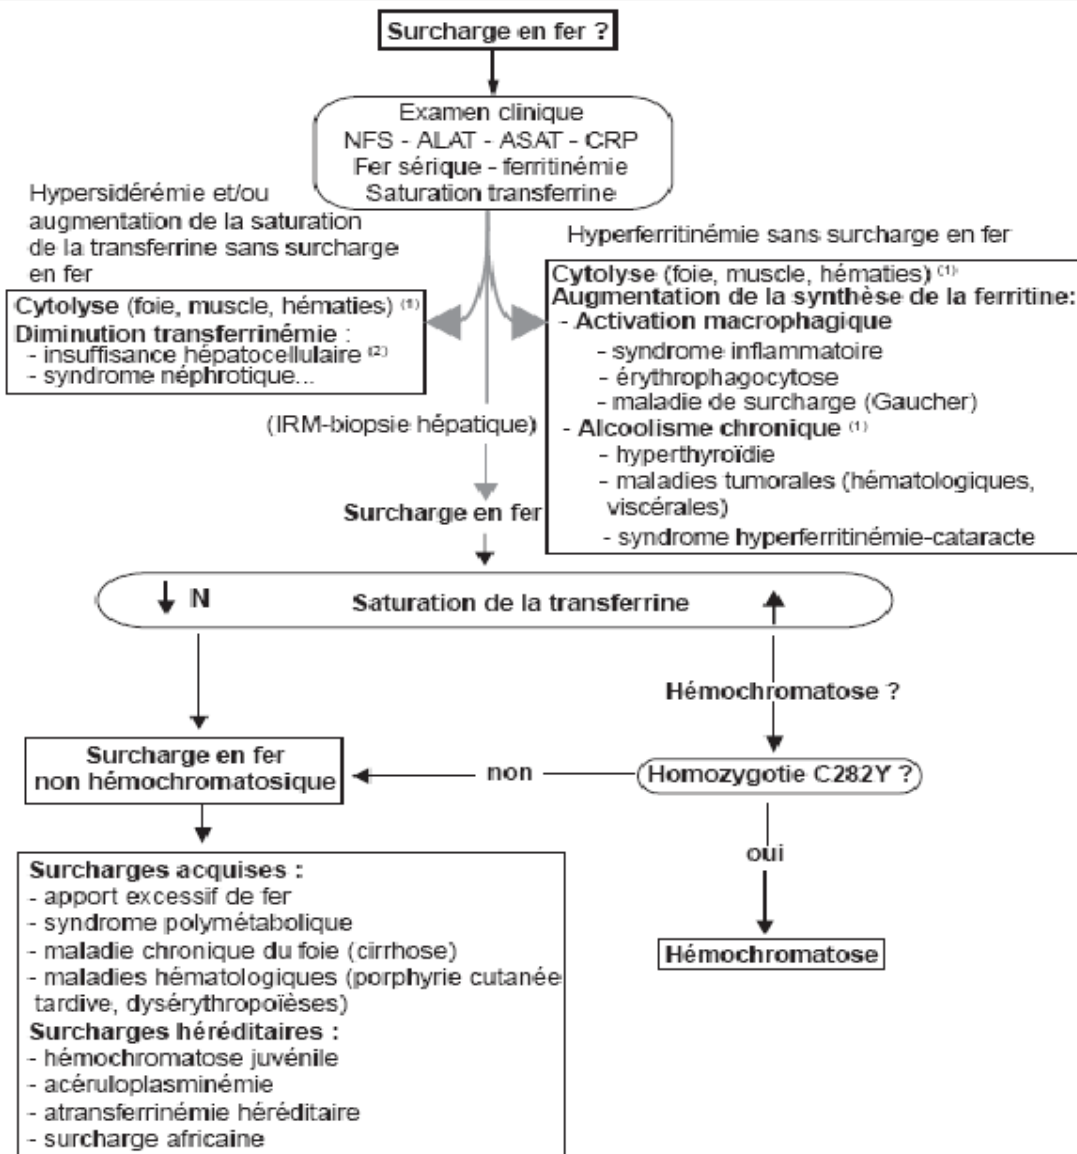 Surcharge en fer ?
Examen clinique
NFS - ALAT - ASAT - CRP
Fer sérique - ferritinémie
Saturation transferrine
Hypersidérémie et/ou
augmentation de la saturation
de la transferrine sans surcharge
en fer
Cytolyse (foie, muscle, hématies) (1)
Diminution transferrinémie :
- insuffisance hépatocellulaire (2)
- syndrome néphrotique...
Hyperferritinémie sans surcharge en fer
Cytolyse (foie, muscle, hématies) (1)
Augmentation de la synthèse de la ferritine:
- Activation macrophagique
- syndrome inflammatoire
- érythrophagocytose
- maladie de surcharge (Gaucher)
- Alcoolisme chronique (1)
- hyperthyroïdie
- maladies tumorales (hématologiques,
viscérales)
- syndrome hyperferritinémie-cataracte
(IRM-biopsie hépatique)
Surcharge en fer
↓ N Saturation de la transferrine ↑
Hémochromatose ?
Surcharge en fer
non hémochromatosique
non
Homozygotie C282Y ?
oui
Hémochromatose
Surcharges acquises :
- apport excessif de fer
- syndrome polymétabolique
- maladie chronique du foie (cirrhose)
- maladies hématologiques (porphyrie cutanée
tardive, dysérythropoïèses)
Surcharges héréditaires :
- hémochromatose juvénile
- acéruloplasminémie
- atransferrinémie héréditaire
- surcharge africaine